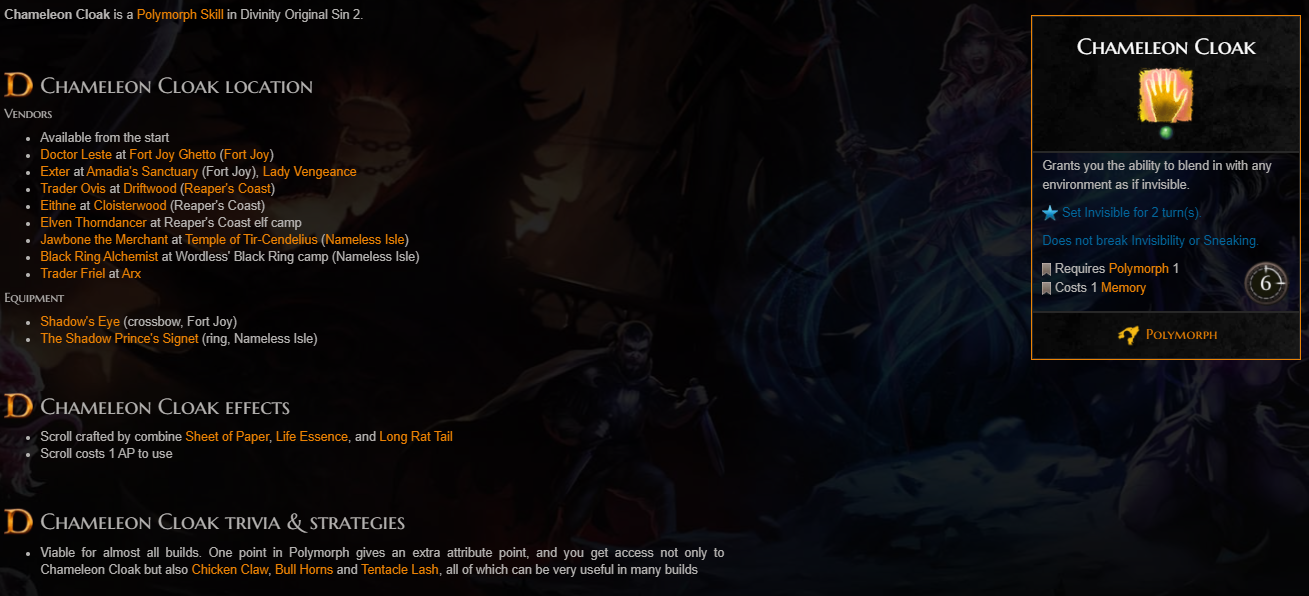 Chameleon Cloak is a Polymorph Skill in Divinity Original Sin 2.
Chameleon Cloak location
Vendors
Available from the start
Doctor Leste at Fort Joy Ghetto (Fort Joy)
Exter at Amadia's Sanctuary (Fort Joy), Lady Vengeance
Trader Ovis at Driftwood (Reaper's Coast)
Eithne at Cloisterwood (Reaper's Coast)
Elven Thorndancer at Reaper's Coast elf camp
Jawbone the Merchant at Temple of Tir-Cendelius (Nameless Isle)
Black Ring Alchemist at Wordless' Black Ring camp (Nameless Isle)
Trader Friel at Arx
Equipment
Shadow's Eye (crossbow, Fort Joy)
The Shadow Prince's Signet (ring, Nameless Isle)
Chameleon Cloak effects
Scroll crafted by combine Sheet of Paper, Life Essence, and Long Rat Tail
Scroll costs 1 AP to use
Chameleon Cloak trivia & strategies
Viable for almost all builds. One point in Polymorph gives an extra attribute point, and you get access not only to
Chameleon Cloak but also Chicken Claw, Bull Horns and Tentacle Lash, all of which can be very useful in many builds
Chameleon Cloak
Grants you the ability to blend in with any
environment as if invisible.
Set Invisible for 2 turn(s).
Does not break Invisibility or Sneaking.
Requires Polymorph 1
Costs 1 Memory
6
Polymorph